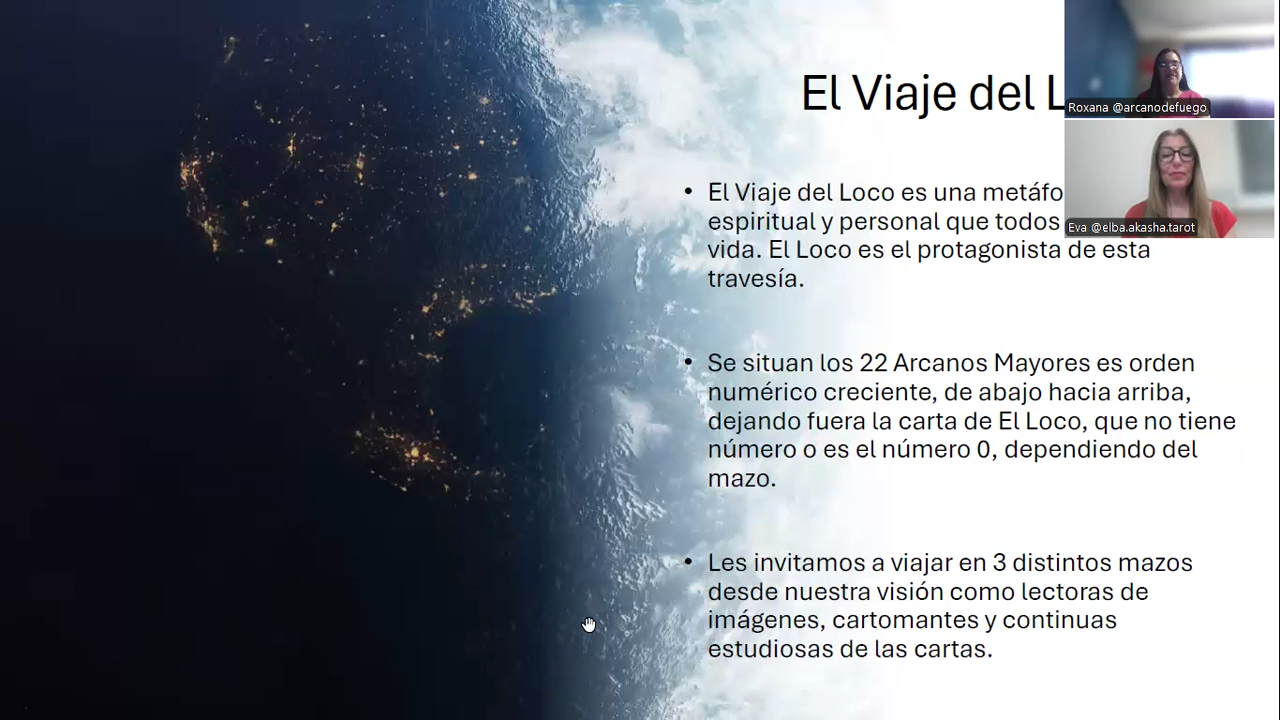 El Viaje del L
Roxana @arcanodefuego
Eva @elba.akasha.tarot
• El Viaje del Loco es una metáfo
espiritual y personal que todos
vida. El Loco es el protagonista de esta
travesía.
• Se situan los 22 Arcanos Mayores es orden
numérico creciente, de abajo hacia arriba,
dejando fuera la carta de El Loco, que no tiene
número o es el número 0, dependiendo del
mazo.
• Les invitamos a viajar en 3 distintos mazos
desde nuestra visión como lectoras de
imágenes, cartomantes y continuas
estudiosas de las cartas.